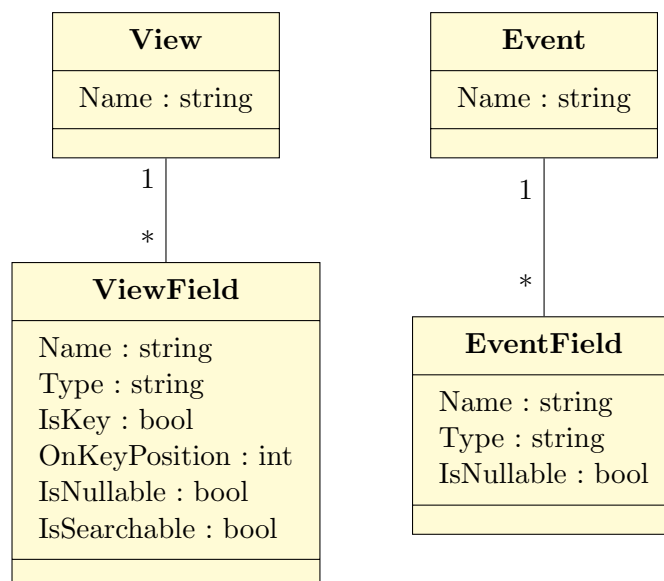 View
Name : string
1
*
ViewField
Name : string
Type : string
IsKey : bool
OnKeyPosition : int
IsNullable : bool
IsSearchable : bool
Event
Name : string
1
*
EventField
Name : string
Type : string
IsNullable : bool